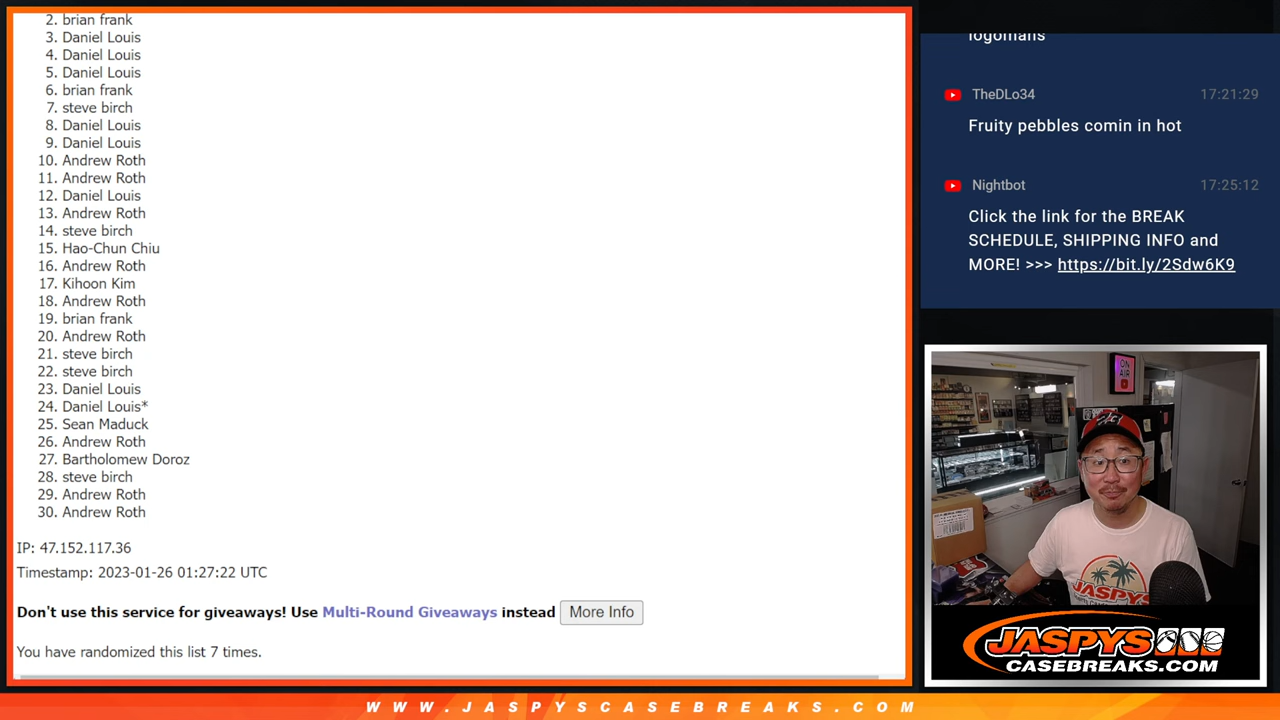 2. brian frank
3. Daniel Louis
4. Daniel Louis
5. Daniel Louis
6. brian frank
7. steve birch
8. Daniel Louis
9. Daniel Louis
10. Andrew Roth
11. Andrew Roth
12. Daniel Louis
13. Andrew Roth
14. steve birch
15. Hao-Chun Chiu
16. Andrew Roth
17. Kihoon Kim
18. Andrew Roth
19. brian frank
20. Andrew Roth
21. steve birch
22. steve birch
23. Daniel Louis
24. Daniel Louis*
25. Sean Maduck
26. Andrew Roth
27. Bartholomew Doroz
28. steve birch
29. Andrew Roth
30. Andrew Roth
IP: 47.152.117.36
Timestamp: 2023-01-26 01:27:22 UTC
Don't use this service for giveaways! Use Multi-Round Giveaways instead More Info
You have randomized this list 7 times.
logomans
TheDLo34 17:21:29
Fruity pebbles comin in hot
Nightbot 17:25:12
Click the link for the BREAK
SCHEDULE, SHIPPING INFO and
MORE! >>> https://bit.ly/2Sdw6K9
ON
AIR
JASPYS
JASPYS
CASEBREAKS.COM
WWW.JASPYSCASEBREAKS.COM